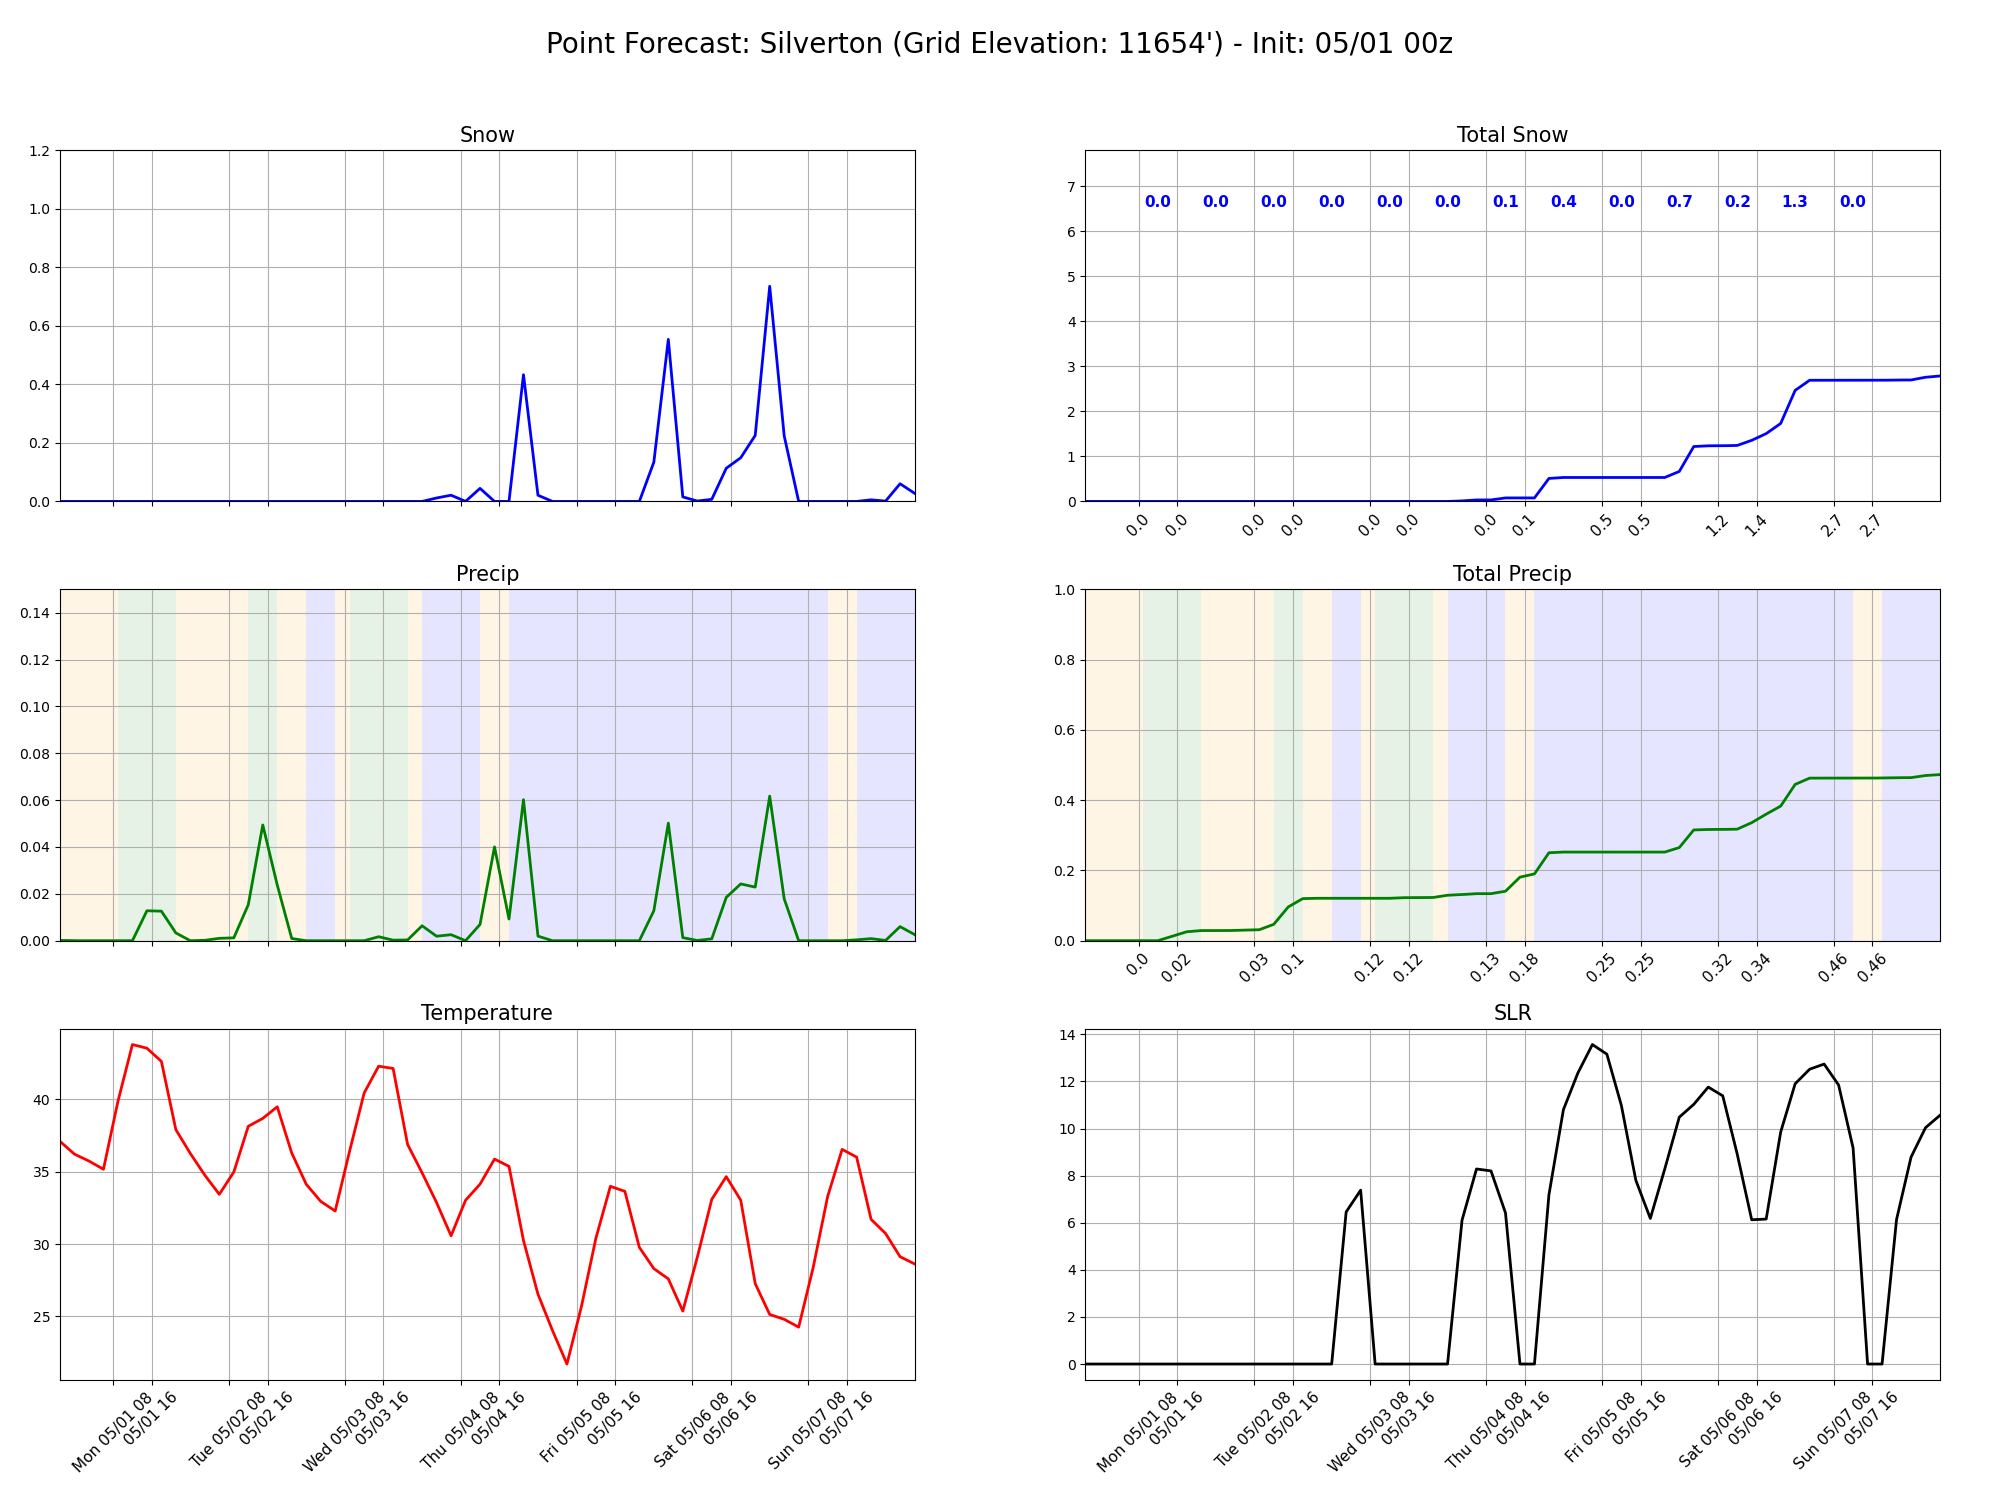 Point Forecast: Silverton (Grid Elevation: 11654') - Init: 05/01 00z
Snow
1.2
1.0
0.8
0.6
0.4
0.2
0.0
Total Snow
7
6
5
4
3
2
1
0
0.0 0.0 0.0 0.0 0.0 0.0 0.1 0.4 0.0 0.7 0.2 1.3 0.0
0.0 0.0 0.0 0.0 0.0 0.0 0.0 0.1 0.5 0.5 1.2 1.4 2.7 2.7
Precip
0.14
0.12
0.10
0.08
0.06
0.04
0.02
0.00
Total Precip
1.0
0.8
0.6
0.4
0.2
0.0
0.0 0.02 0.03 0.1 0.12 0.12 0.13 0.18 0.25 0.25 0.32 0.34 0.46 0.46
Temperature
40
35
30
25
Mon 05/01 08
05/01 16
Tue 05/02 08
05/02 16
Wed 05/03 08
05/03 16
Thu 05/04 08
05/04 16
Fri 05/05 08
05/05 16
Sat 05/06 08
05/06 16
Sun 05/07 08
05/07 16
SLR
14
12
10
8
6
4
2
0
Mon 05/01 08
05/01 16
Tue 05/02 08
05/02 16
Wed 05/03 08
05/03 16
Thu 05/04 08
05/04 16
Fri 05/05 08
05/05 16
Sat 05/06 08
05/06 16
Sun 05/07 08
05/07 16